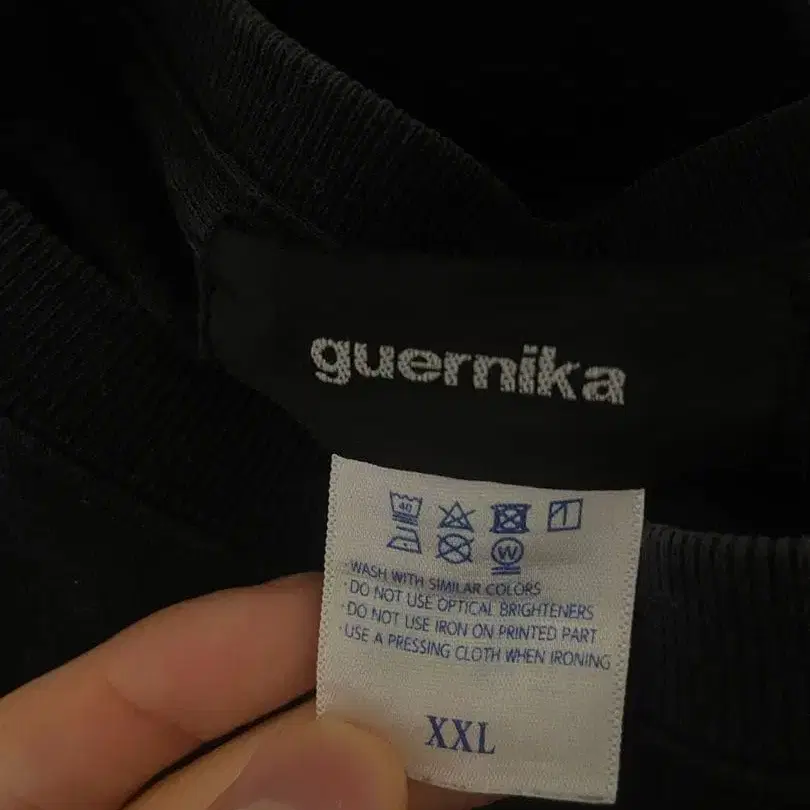 guernika
40
W
·WASH WITH SIMILAR COLORS
·DO NOT USE OPTICAL BRIGHTENERS
·DO NOT USE IRON ON PRINTED PART
·USE A PRESSING CLOTH WHEN IRONING
XXL